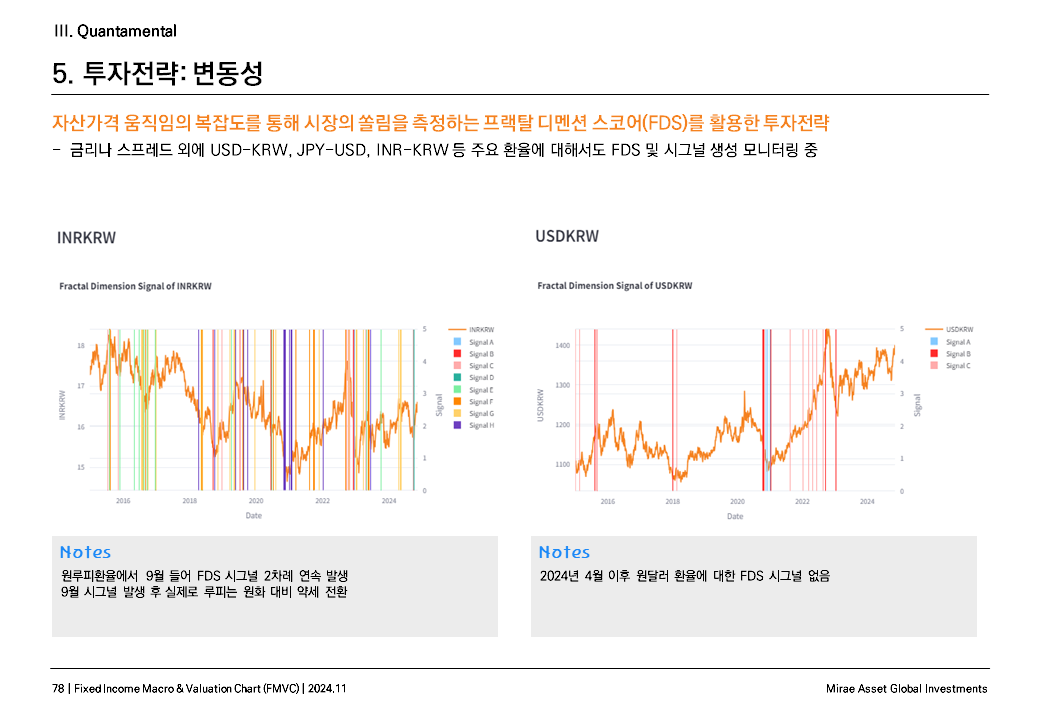 III. Quantamental
5. 투자전략: 변동성
자산가격 움직임의 복잡도를 통해 시장의 쏠림을 측정하는 프랙탈 디멘션 스코어(FDS)를 활용한 투자전략
- 금리나 스프레드 외에 USD-KRW, JPY-USD, INR-KRW 등 주요 환율에 대해서도 FDS 및 시그널 생성 모니터링 중
INRKRW
Fractal Dimension Signal of INRKRW
18
17
16
15
INRKRW
5
4
3
2
1
0
Signal
2016
2018
2020
2022
2024
Date
INRKRW
Signal A
Signal B
Signal C
Signal D
Signal E
Signal F
Signal G
Signal H
USDKRW
Fractal Dimension Signal of USDKRW
1400
1300
1200
1100
USDKRW
5
4
3
2
1
0
Signal
2016
2018
2020
2022
2024
Date
USDKRW
Signal A
Signal B
Signal C
Notes
원루피환율에서 9월 들어 FDS 시그널 2차례 연속 발생
9월 시그널 발생 후 실제로 루피는 원화 대비 약세 전환
Notes
2024년 4월 이후 원달러 환율에 대한 FDS 시그널 없음
78 | Fixed Income Macro & Valuation Chart (FMVC) | 2024.11
Mirae Asset Global Investments